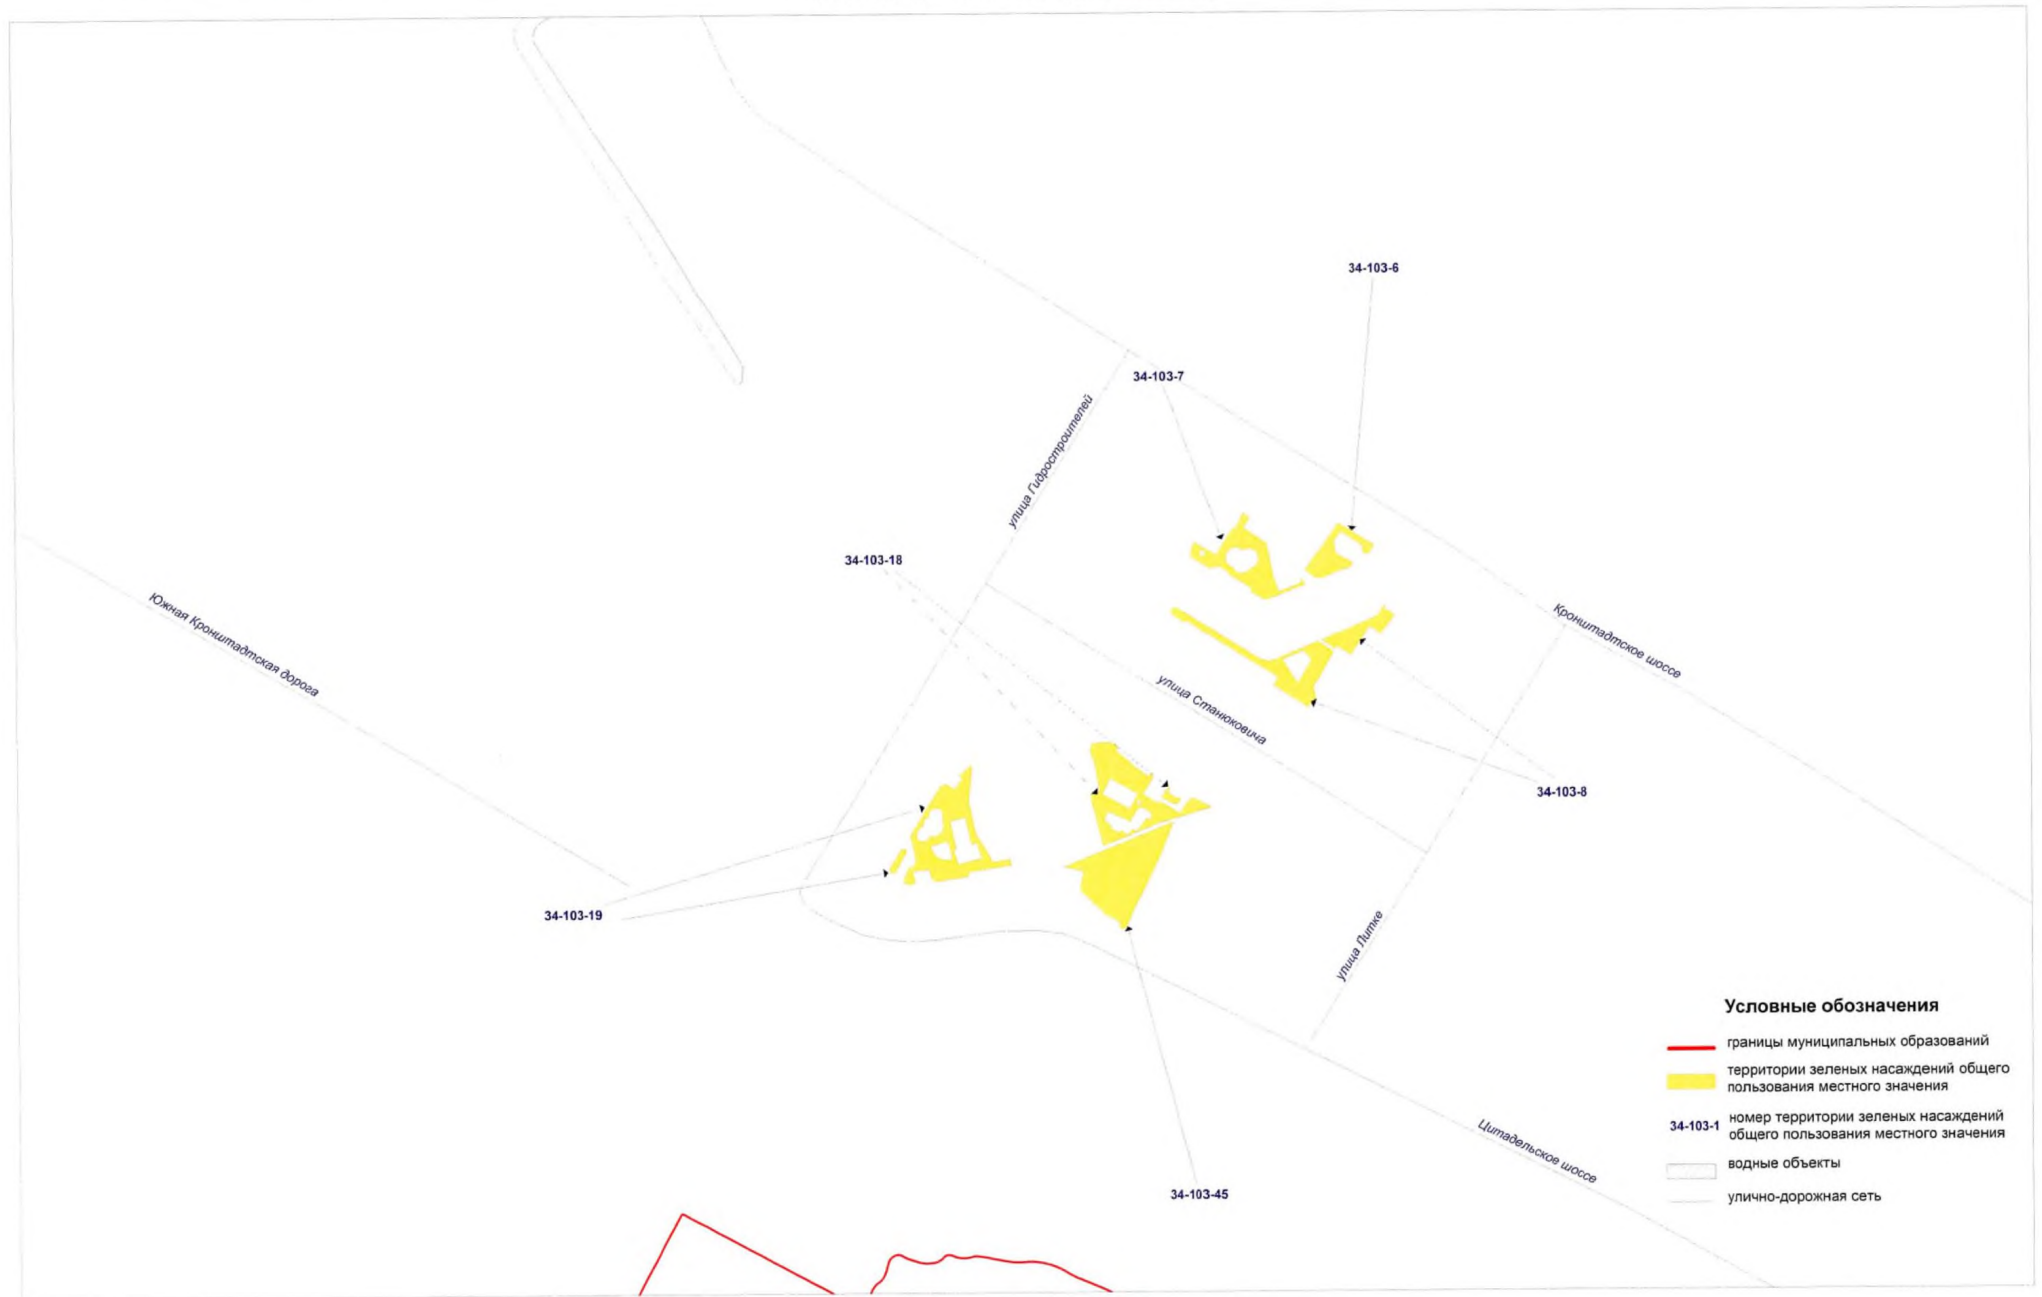 34-103-6
34-103-7
улица Гидростроителей
34-103-18
Южная Кронштадтская дорога
Кронштадтское шоссе
улица Станюковича
34-103-8
34-103-19
улица Литке
Условные обозначения
границы муниципальных образований
территории зеленых насаждений общего
пользования местного значения
34-103-1 номер территории зеленых насаждений
общего пользования местного значения
водные объекты
улично-дорожная сеть
Цитадельское шоссе
34-103-45